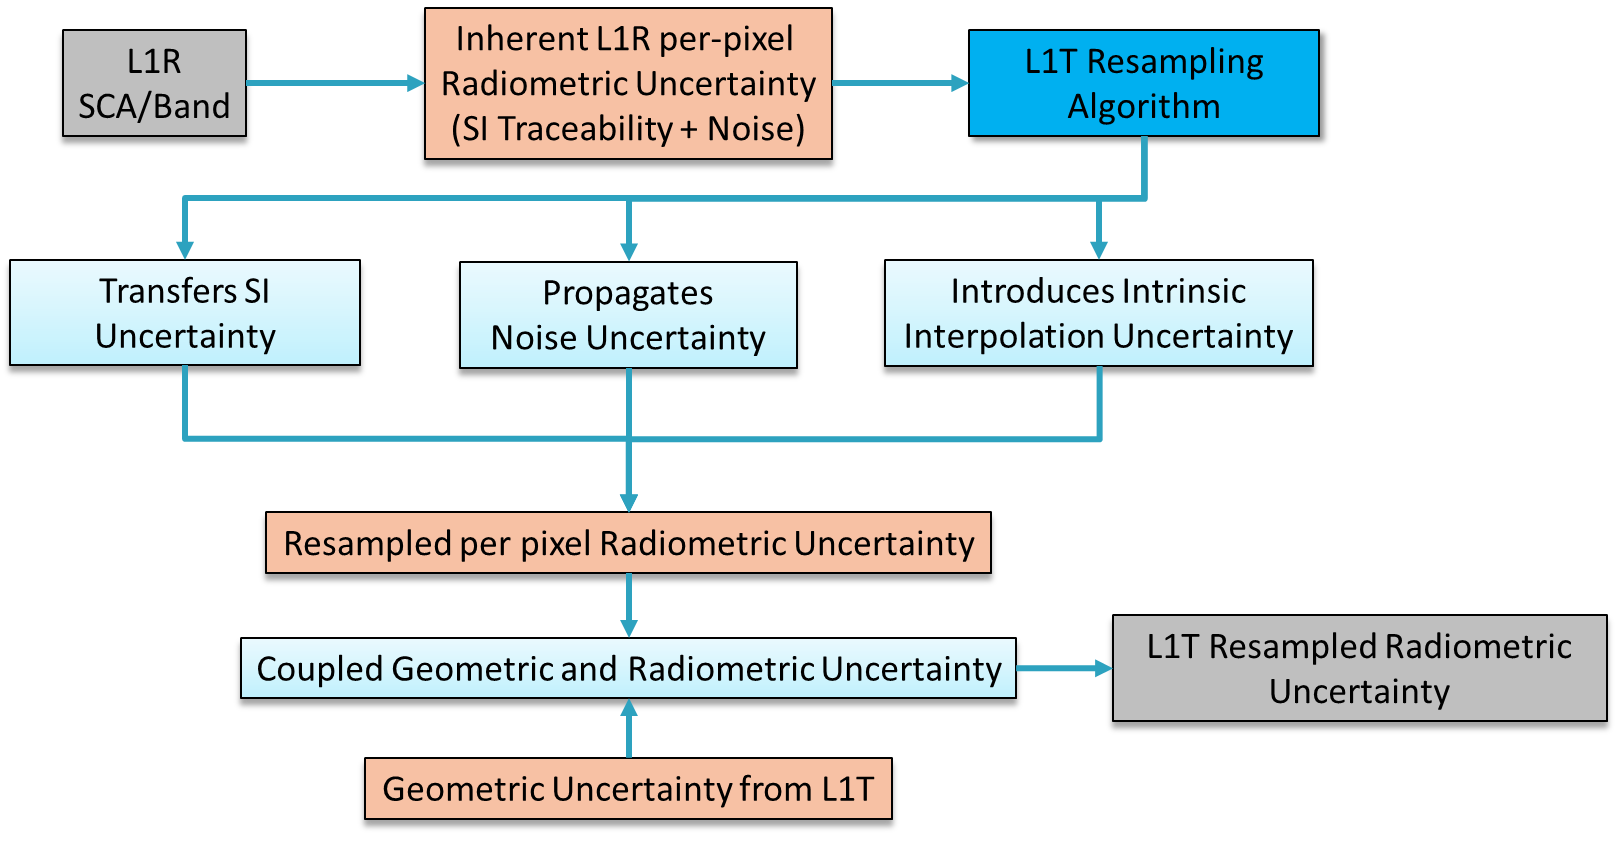 L1R
SCA/Band
Inherent L1R per-pixel
Radiometric Uncertainty
(SI Traceability + Noise)
L1T Resampling
Algorithm
Transfers SI
Uncertainty
Propagates
Noise Uncertainty
Introduces Intrinsic
Interpolation Uncertainty
Resampled per pixel Radiometric Uncertainty
Coupled Geometric and Radiometric Uncertainty
L1T Resampled Radiometric
Uncertainty
Geometric Uncertainty from L1T